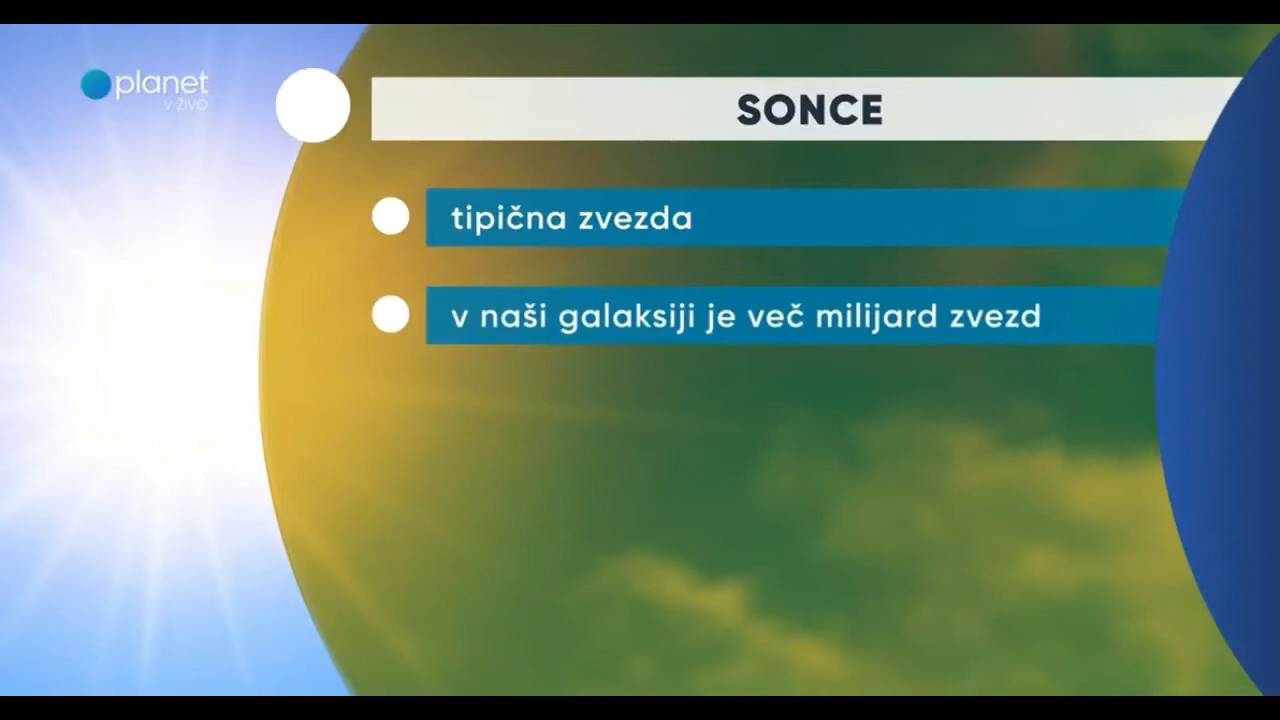 planet
V ŽIVO
SONCE
tipična zvezda
v naši galaksiji je več milijard zvezd